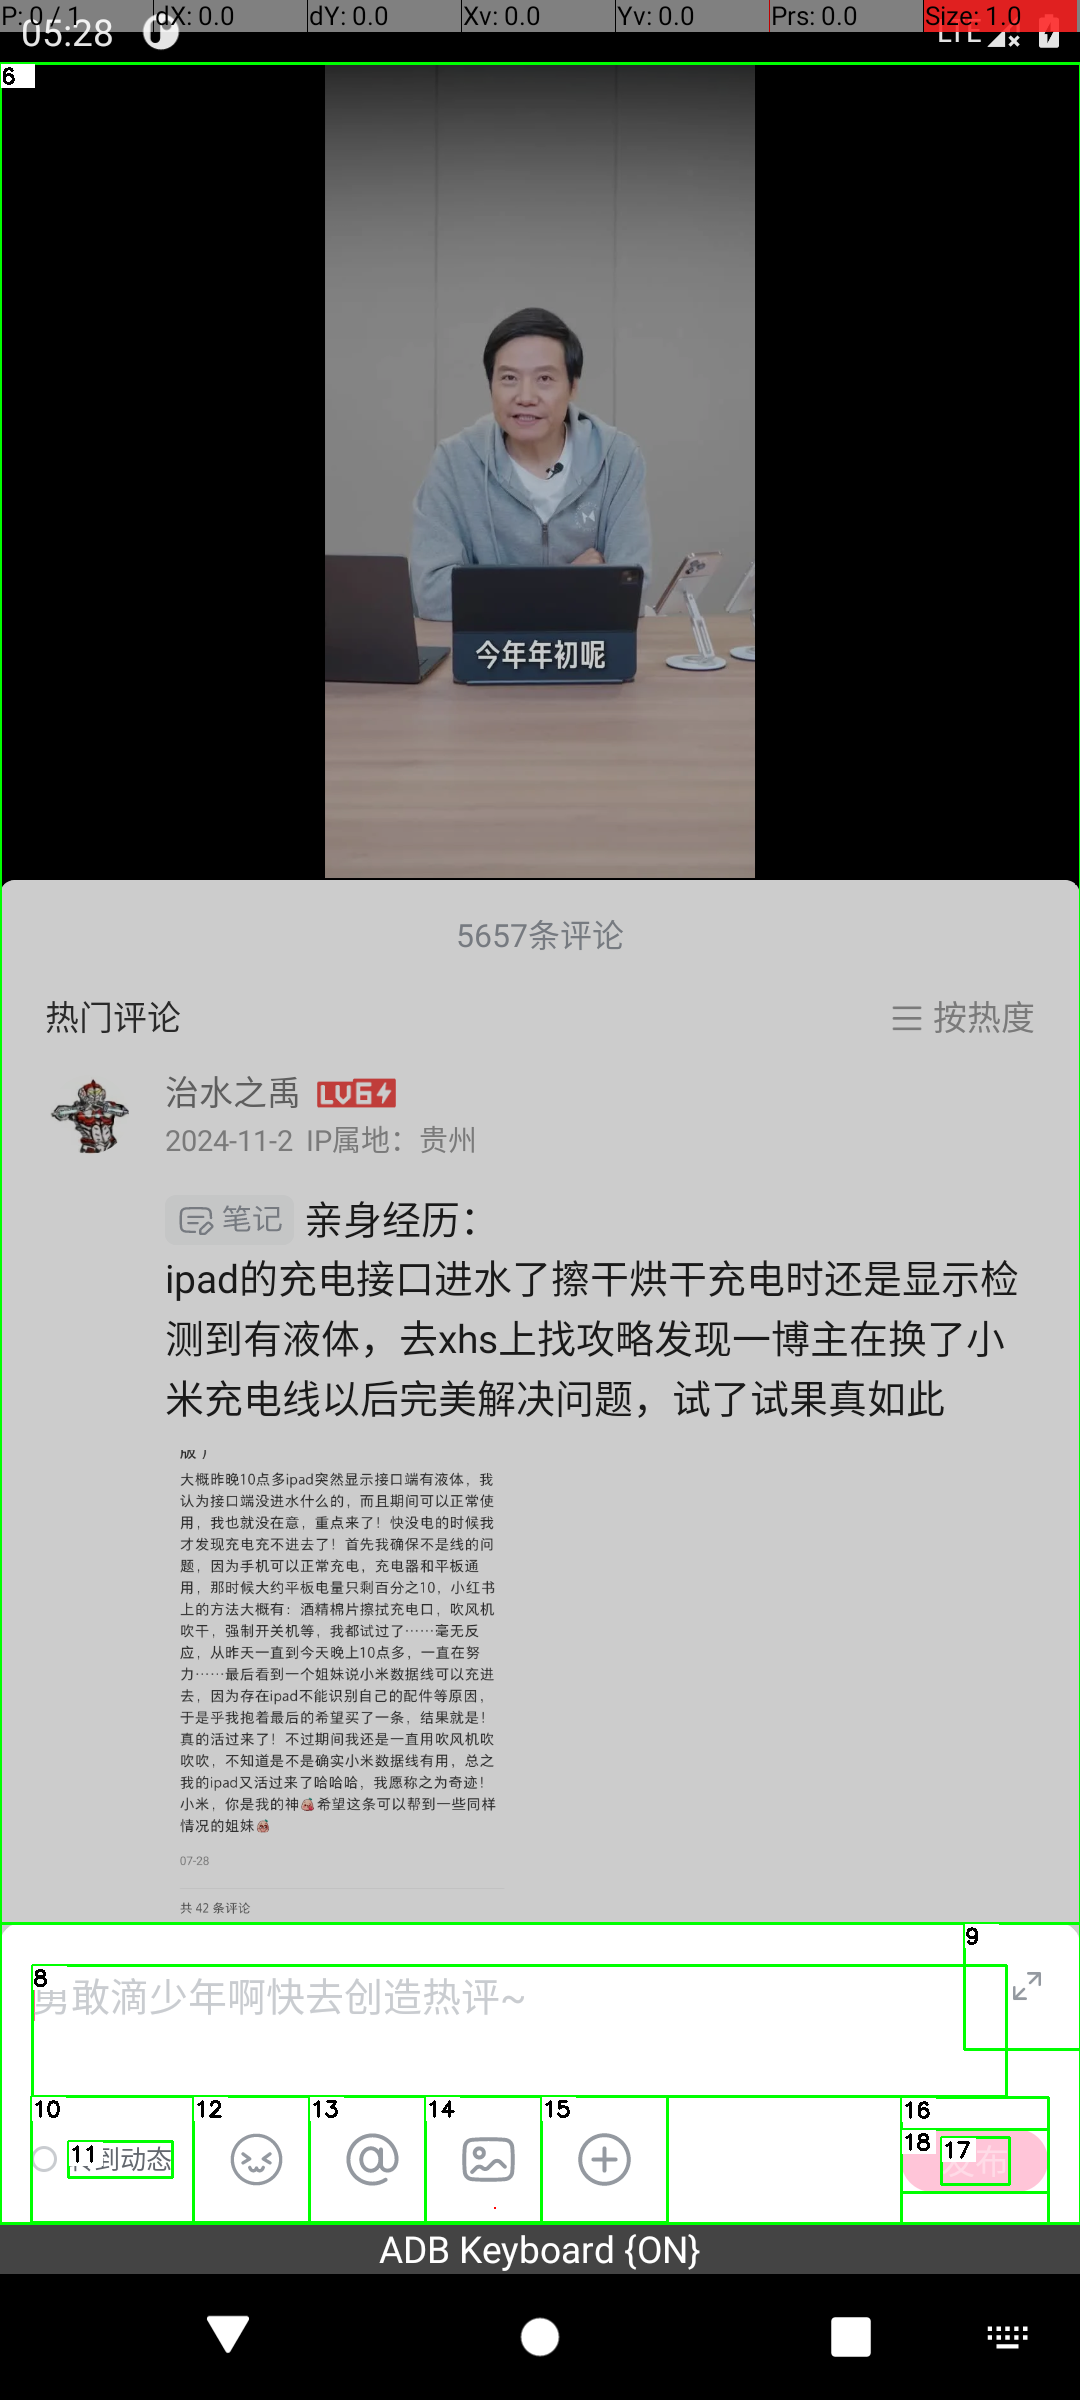 P: 0 / 1
dX: 0.0
dY: 0.0
Xv: 0.0
Yv: 0.0
Prs: 0.0
Size: 1.0
05:28
LTE
6
今年年初呢
5657条评论
热门评论
按热度
治水之禹 LV6
2024-11-2 IP属地：贵州
笔记 亲身经历：
ipad的充电接口进水了擦干烘干充电时还是显示检
测到有液体，去xhs上找攻略发现一博主在换了小
米充电线以后完美解决问题，试了试果真如此
大概昨晚10点多ipad突然显示接口端有液体，我
认为接口端没进水什么的，而且期间可以正常使
用，我也就没在意，重点来了！快没电的时候我
才发现充电充不进去了！首先我确保不是线的问
题，因为手机可以正常充电，充电器和平板通
用，那时候大约平板电量只剩百分之10，小红书
上的方法大概有：酒精棉片擦拭充电口，吹风机
吹干，强制开关机等，我都试过了……毫无反
应，从昨天一直到今天晚上10点多，一直在努
力……最后看到一个姐妹说小米数据线可以充进
去，因为存在ipad不能识别自己的配件等原因，
于是乎我抱着最后的希望买了一条，结果就是！
真的活过来了！不过期间我还是一直用吹风机吹
吹吹，不知道是不是确实小米数据线有用，总之
我的ipad又活过来了哈哈哈，我愿称之为奇迹！
小米，你是我的神希望这条可以帮到一些同样
情况的姐妹
07-28
共 42 条评论
9
8
勇敢滴少年啊快去创造热评~
10
11
到动态
12
13
14
15
16
18
17
发布
ADB Keyboard {ON}